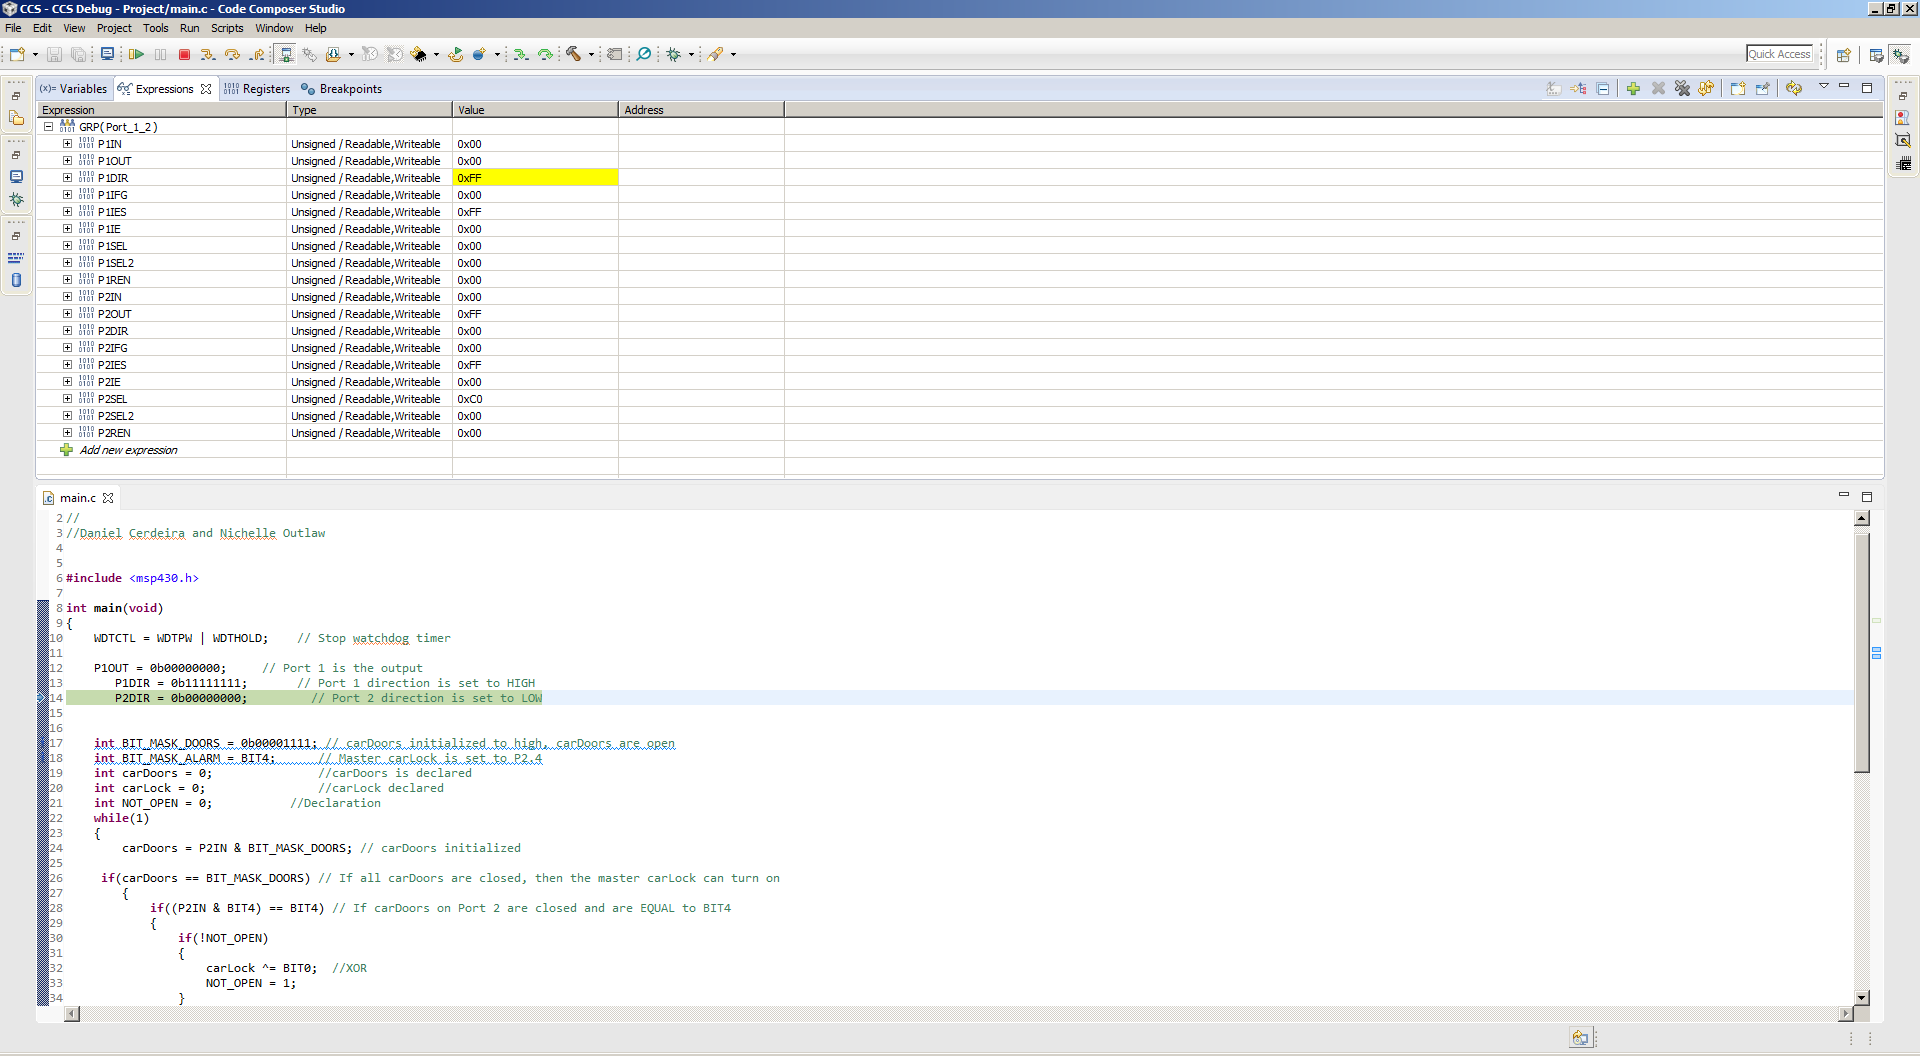 CCS - CCS Debug - Project/main.c - Code Composer Studio
File Edit View Project Tools Run Scripts Window Help
Quick Access
(x)= Variables Expressions Registers Breakpoints
Expression Type Value Address
GRP(Port_1_2)
P1IN Unsigned / Readable,Writeable 0x00
P1OUT Unsigned / Readable,Writeable 0x00
P1DIR Unsigned / Readable,Writeable 0xFF
P1IFG Unsigned / Readable,Writeable 0x00
P1IES Unsigned / Readable,Writeable 0xFF
P1IE Unsigned / Readable,Writeable 0x00
P1SEL Unsigned / Readable,Writeable 0x00
P1SEL2 Unsigned / Readable,Writeable 0x00
P1REN Unsigned / Readable,Writeable 0x00
P2IN Unsigned / Readable,Writeable 0x00
P2OUT Unsigned / Readable,Writeable 0xFF
P2DIR Unsigned / Readable,Writeable 0x00
P2IFG Unsigned / Readable,Writeable 0x00
P2IES Unsigned / Readable,Writeable 0xFF
P2IE Unsigned / Readable,Writeable 0x00
P2SEL Unsigned / Readable,Writeable 0xC0
P2SEL2 Unsigned / Readable,Writeable 0x00
P2REN Unsigned / Readable,Writeable 0x00
Add new expression
main.c
2 //
3 //Daniel Cerdeira and Nichelle Outlaw
4
5
6 #include <msp430.h>
7
8 int main(void)
9 {
10 WDTCTL = WDTPW | WDTHOLD; // Stop watchdog timer
11
12 P1OUT = 0b00000000; // Port 1 is the output
13 P1DIR = 0b11111111; // Port 1 direction is set to HIGH
14 P2DIR = 0b00000000; // Port 2 direction is set to LOW
15
16
17 int BIT_MASK_DOORS = 0b00001111; // carDoors initialized to high, carDoors are open
18 int BIT_MASK_ALARM = BIT4; // Master carLock is set to P2.4
19 int carDoors = 0; //carDoors is declared
20 int carLock = 0; //carLock declared
21 int NOT_OPEN = 0; //Declaration
22 while(1)
23 {
24 carDoors = P2IN & BIT_MASK_DOORS; // carDoors initialized
25
26 if(carDoors == BIT_MASK_DOORS) // If all carDoors are closed, then the master carLock can turn on
27 {
28 if((P2IN & BIT4) == BIT4) // If carDoors on Port 2 are closed and are EQUAL to BIT4
29 {
30 if(!NOT_OPEN)
31 {
32 carLock ^= BIT0; //XOR
33 NOT_OPEN = 1;
34 }